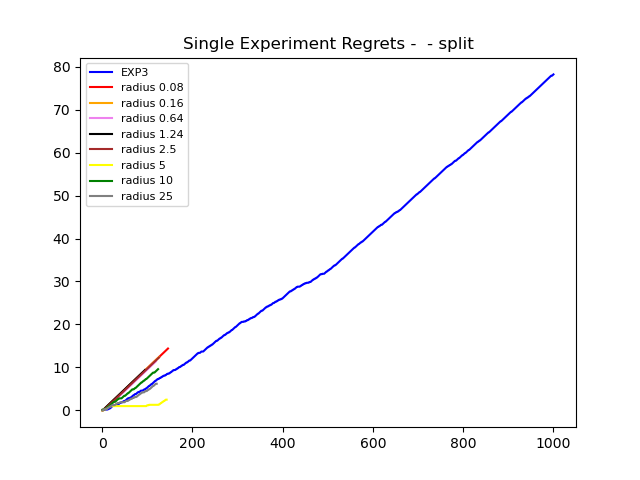 Single Experiment Regrets -  - split
80
70
60
50
40
30
20
10
0
EXP3
radius 0.08
radius 0.16
radius 0.64
radius 1.24
radius 2.5
radius 5
radius 10
radius 25
0 200 400 600 800 1000